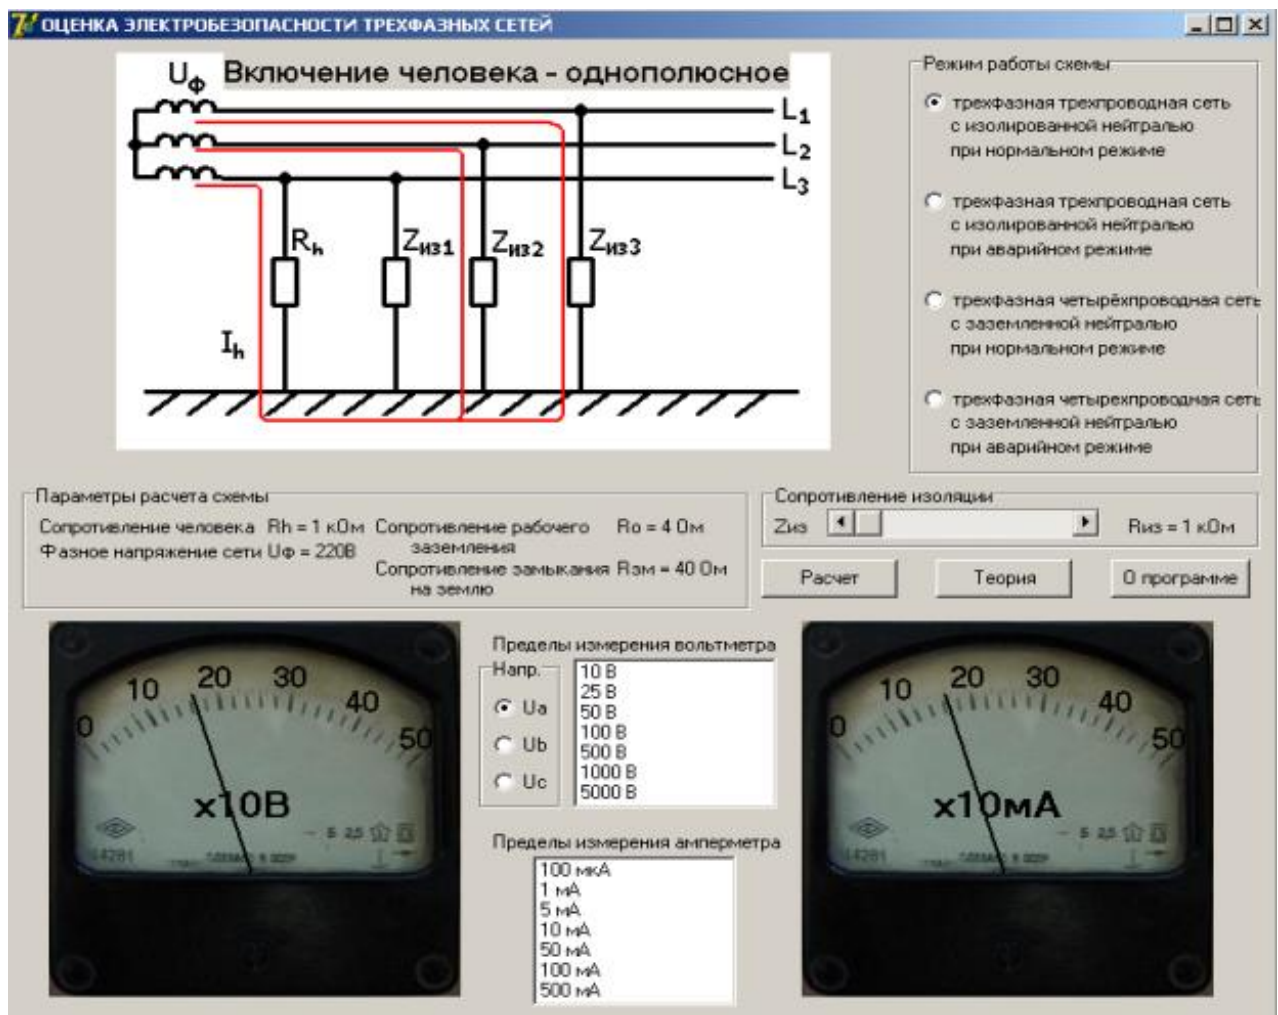 ОЦЕНКА ЭЛЕКТРОБЕЗОПАСНОСТИ ТРЕХФАЗНЫХ СЕТЕЙ
Uф
Включение человека - однополюсное
L1
L2
L3
Rh
Zиз1
Zиз2
Zиз3
Ih
Режим работы схемы
трехфазная трехпроводная сеть
с изолированной нейтралью
при нормальном режиме
трехфазная трехпроводная сеть
с изолированной нейтралью
при аварийном режиме
трехфазная четырёхпроводная сеть
с заземленной нейтралью
при нормальном режиме
трехфазная четырехпроводная сеть
с заземленной нейтралью
при аварийном режиме
Параметры расчета схемы
Сопротивление человека Rh = 1 кОм
Фазное напряжение сети Uф = 220В
Сопротивление рабочего Ro = 4 Ом
заземления
Сопротивление замыкания Rзм = 40 Ом
на землю
Сопротивление изоляции
Zиз
Rиз = 1 кОм
Расчет
Теория
О программе
0 10 20 30 40 50
x10В
Пределы измерения вольтметра
Напр.
Ua
Ub
Uc
10 В
25 В
50 В
100 В
500 В
1000 В
5000 В
Пределы измерения амперметра
100 мкА
1 мА
5 мА
10 мА
50 мА
100 мА
500 мА
0 10 20 30 40 50
x10мА